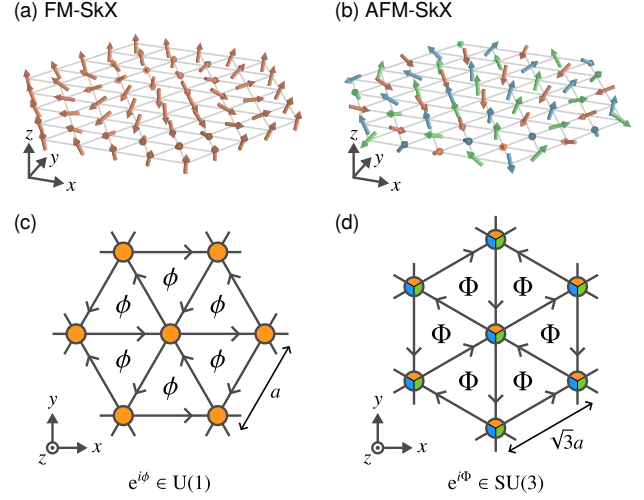 (a) FM-SkX
(b) AFM-SkX
z
y
x
z
y
x
(c)
(d)
ϕ
ϕ ϕ
ϕ ϕ
ϕ
a
y
z
x
Φ Φ
Φ Φ
Φ Φ
√3a
y
z
x
e^{iϕ} ∈ U(1)
e^{iΦ} ∈ SU(3)